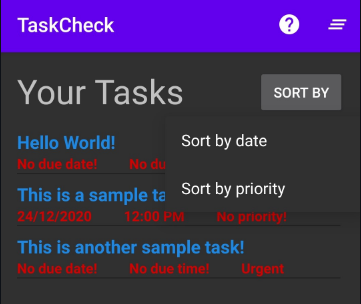 TaskCheck
?
Your Tasks
SORT BY
Hello World!
No due date! No du
Sort by date
This is a sample ta
Sort by priority
24/12/2020 12:00 PM No priority!
This is another sample task!
No due date! No due time! Urgent